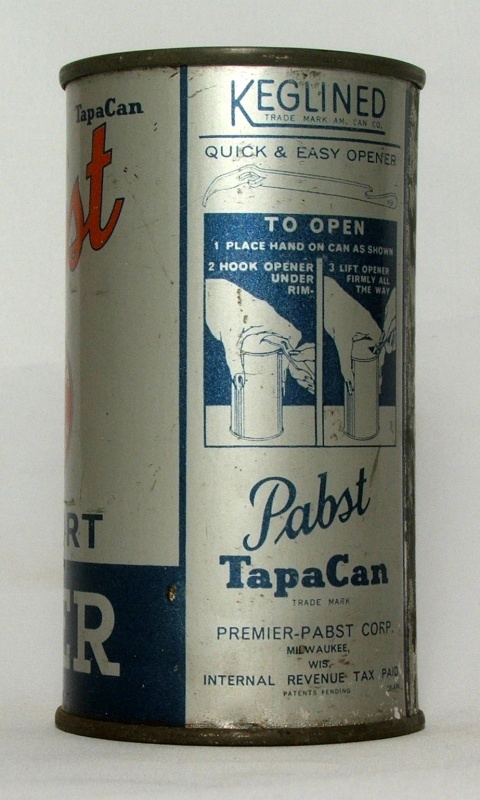 TapaCan
st
RT
ER
KEGLINED
TRADE MARK AM. CAN CO.
QUICK & EASY OPENER
TO OPEN
1 PLACE HAND ON CAN AS SHOWN
2 HOOK OPENER
UNDER
RIM-
3 LIFT OPENER
FIRMLY ALL
THE WAY
Pabst
TapaCan
TRADE MARK
PREMIER-PABST CORP.
MILWAUKEE,
WIS.
INTERNAL REVENUE TAX PAID
PATENTS PENDING